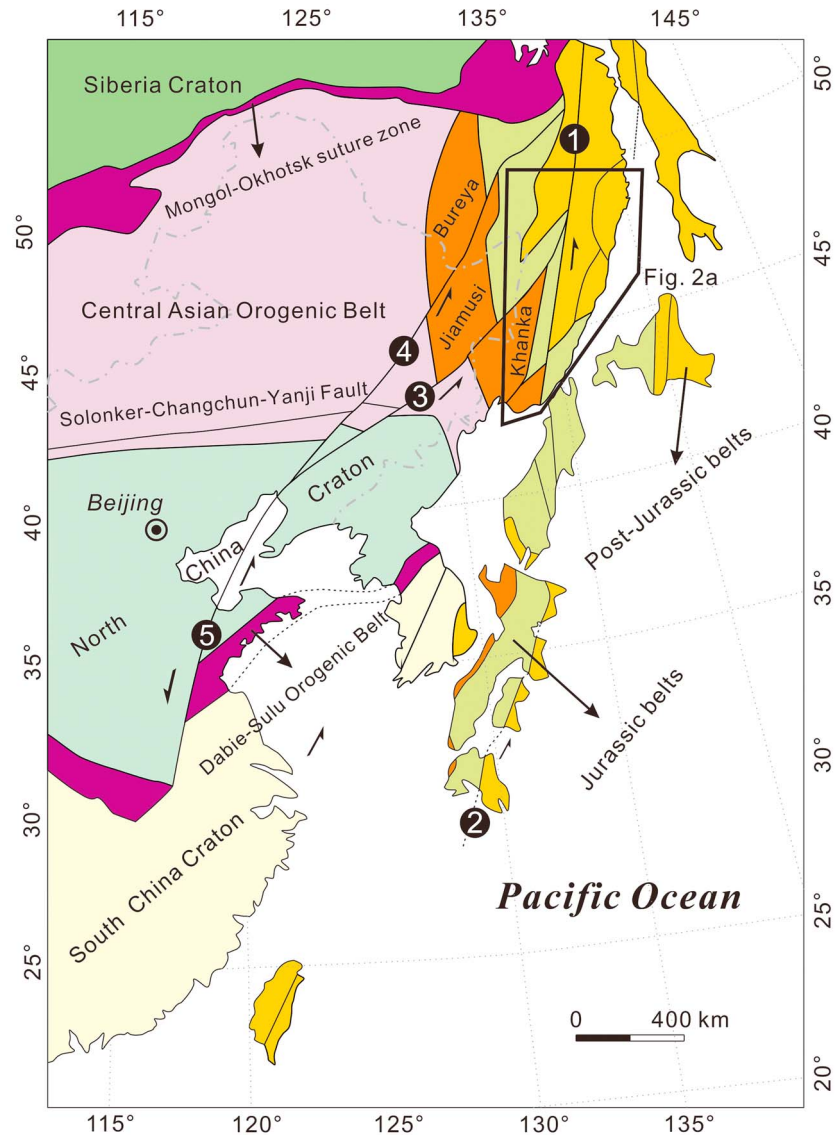 115°
125°
135°
145°
Siberia Craton
50°
1
Mongol-Okhotsk suture zone
Bureya
50°
45°
Fig. 2a
Central Asian Orogenic Belt
Jiamusi
Khanka
4
3
45°
Solonker-Changchun-Yanji Fault
40°
Craton
Beijing
Post-Jurassic belts
40°
China
35°
5
North
35°
Dabie-Sulu Orogenic Belt
Jurassic belts
30°
2
30°
South China Craton
Pacific Ocean
25°
25°
0 400 km
20°
115°
120°
125°
130°
135°